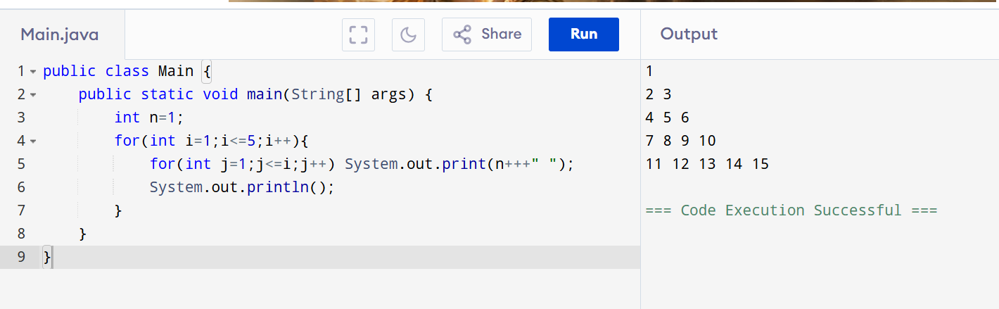 Main.java
Share
Run
Output
1 public class Main {
2     public static void main(String[] args) {
3         int n=1;
4         for(int i=1;i<=5;i++){
5             for(int j=1;j<=i;j++) System.out.print(n+++" ");
6             System.out.println();
7         }
8     }
9 }
1
2 3
4 5 6
7 8 9 10
11 12 13 14 15
=== Code Execution Successful ===